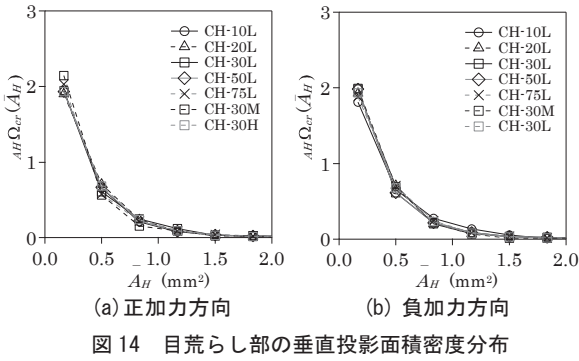 3
2
1
0
AHΩcr(ĀH)
CH-10L
CH-20L
CH-30L
CH-50L
CH-75L
CH-30M
CH-30H
0.0 0.5 1.0 1.5 2.0
ĀH (mm²)
(a)正加力方向
3
2
1
0
AHΩcr(ĀH)
CH-10L
CH-20L
CH-30L
CH-50L
CH-75L
CH-30M
CH-30L
0.0 0.5 1.0 1.5 2.0
ĀH (mm²)
(b) 負加力方向
図 14 目荒らし部の垂直投影面積密度分布